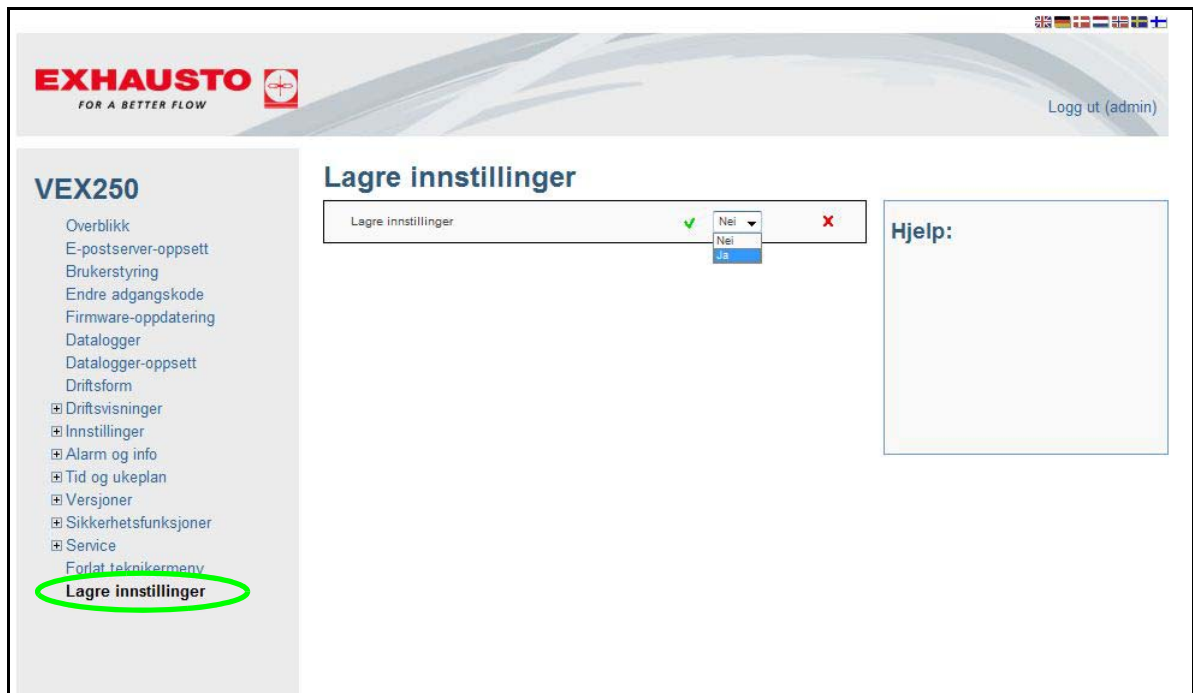 EXHAUSTO
FOR A BETTER FLOW
Logg ut (admin)
VEX250
Overblikk
E-postserver-oppsett
Brukerstyring
Endre adgangskode
Firmware-oppdatering
Datalogger
Datalogger-oppsett
Driftsform
Driftsvisninger
Innstillinger
Alarm og info
Tid og ukeplan
Versjoner
Sikkerhetsfunksjoner
Service
Forlat teknikermeny
Lagre innstillinger
Lagre innstillinger
Lagre innstillinger
Nei
Nei
Ja
Hjelp: